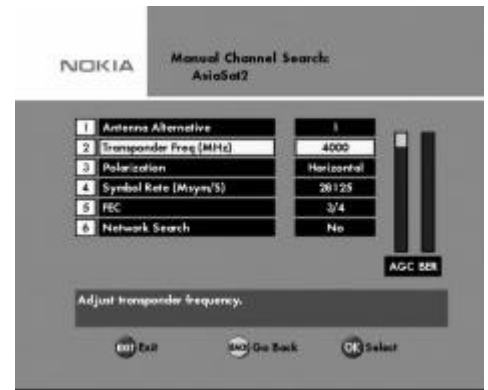 NOKIA
Manual Channel Search:
AsiaSat2
1 Antenna Alternative 1
2 Transponder Freq (MHz) 4000
3 Polarization Horizontal
4 Symbol Rate (Msym/S) 28125
5 FEC 3/4
6 Network Search No
AGC BER
Adjust transponder frequency.
EXIT Exit BACK Go Back OK Select